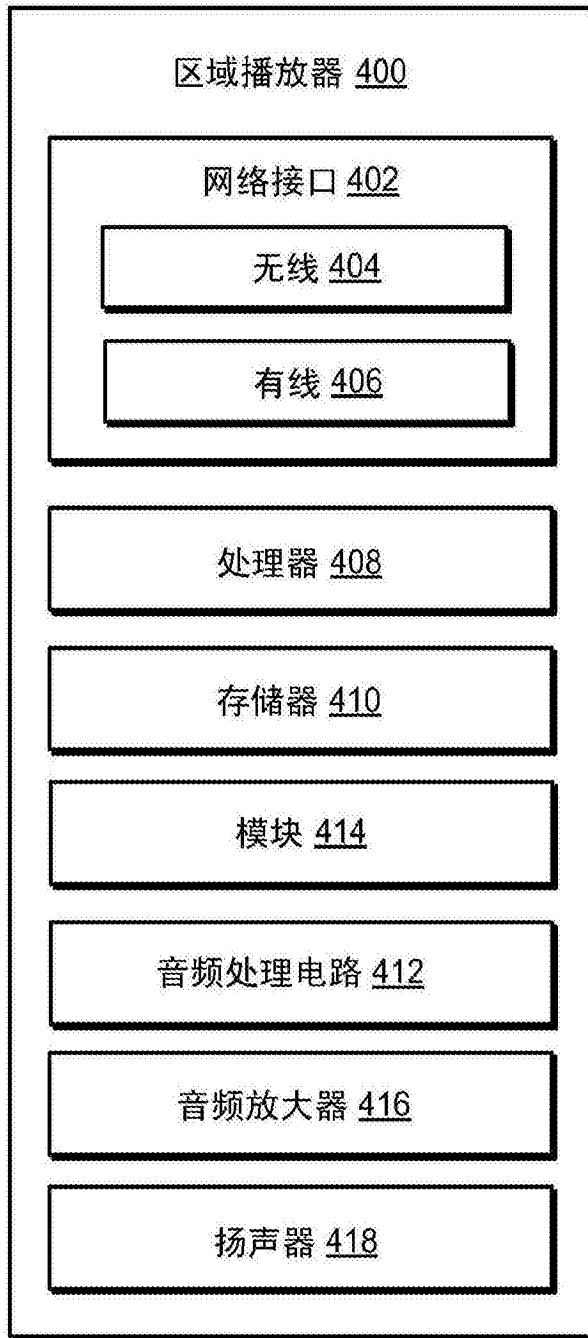 区域播放器 400
网络接口 402
无线 404
有线 406
处理器 408
存储器 410
模块 414
音频处理电路 412
音频放大器 416
扬声器 418